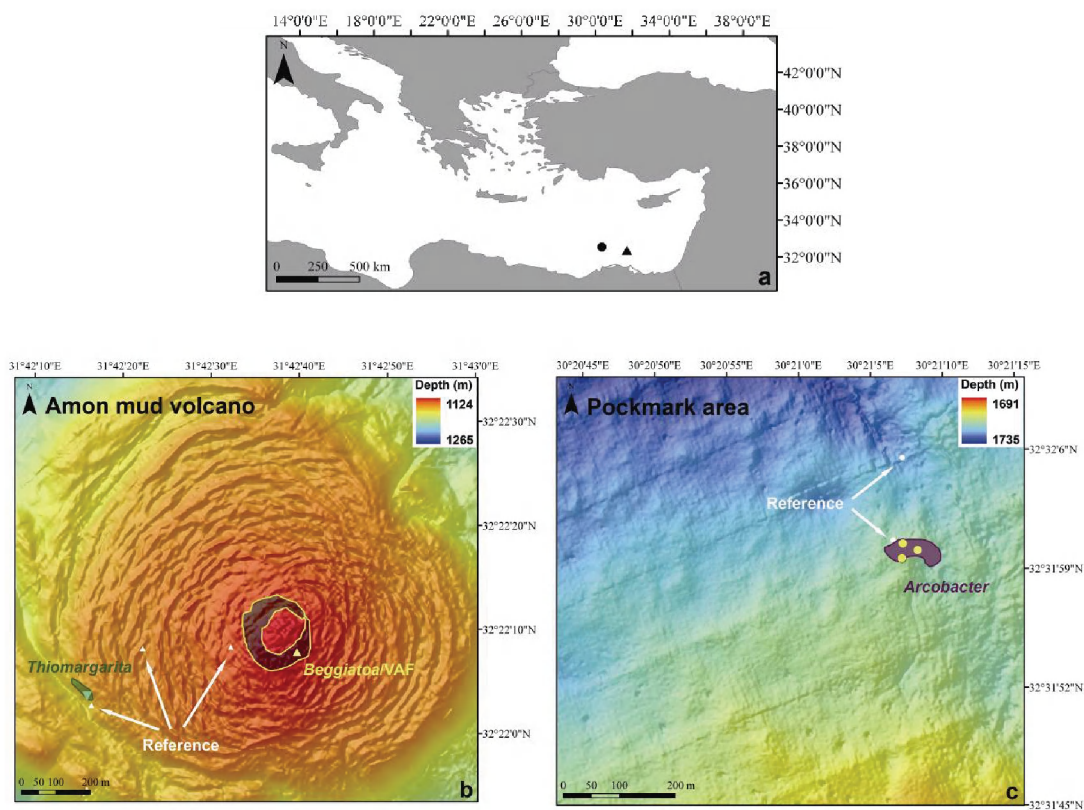 14°0'0"E 18°0'0"E 22°0'0"E 26°0'0"E 30°0'0"E 34°0'0"E 38°0'0"E
N
42°0'0"N
40°0'0"N
38°0'0"N
36°0'0"N
34°0'0"N
32°0'0"N
0 250 500 km
a
31°42'10"E 31°42'20"E 31°42'30"E 31°42'40"E 31°42'50"E 31°43'0"E
N
Amon mud volcano
Depth (m)
1124
1265
32°22'30"N
32°22'20"N
32°22'10"N
32°22'0"N
Thiomargarita
Beggiatoa/VAF
Reference
0 50 100 200 m
b
30°20'45"E 30°20'50"E 30°20'55"E 30°21'0"E 30°21'5"E 30°21'10"E 30°21'15"E
N
Pockmark area
Depth (m)
1691
1735
32°32'6"N
Reference
32°31'59"N
Arcobacter
32°31'52"N
32°31'45"N
0 50 100 200 m
c